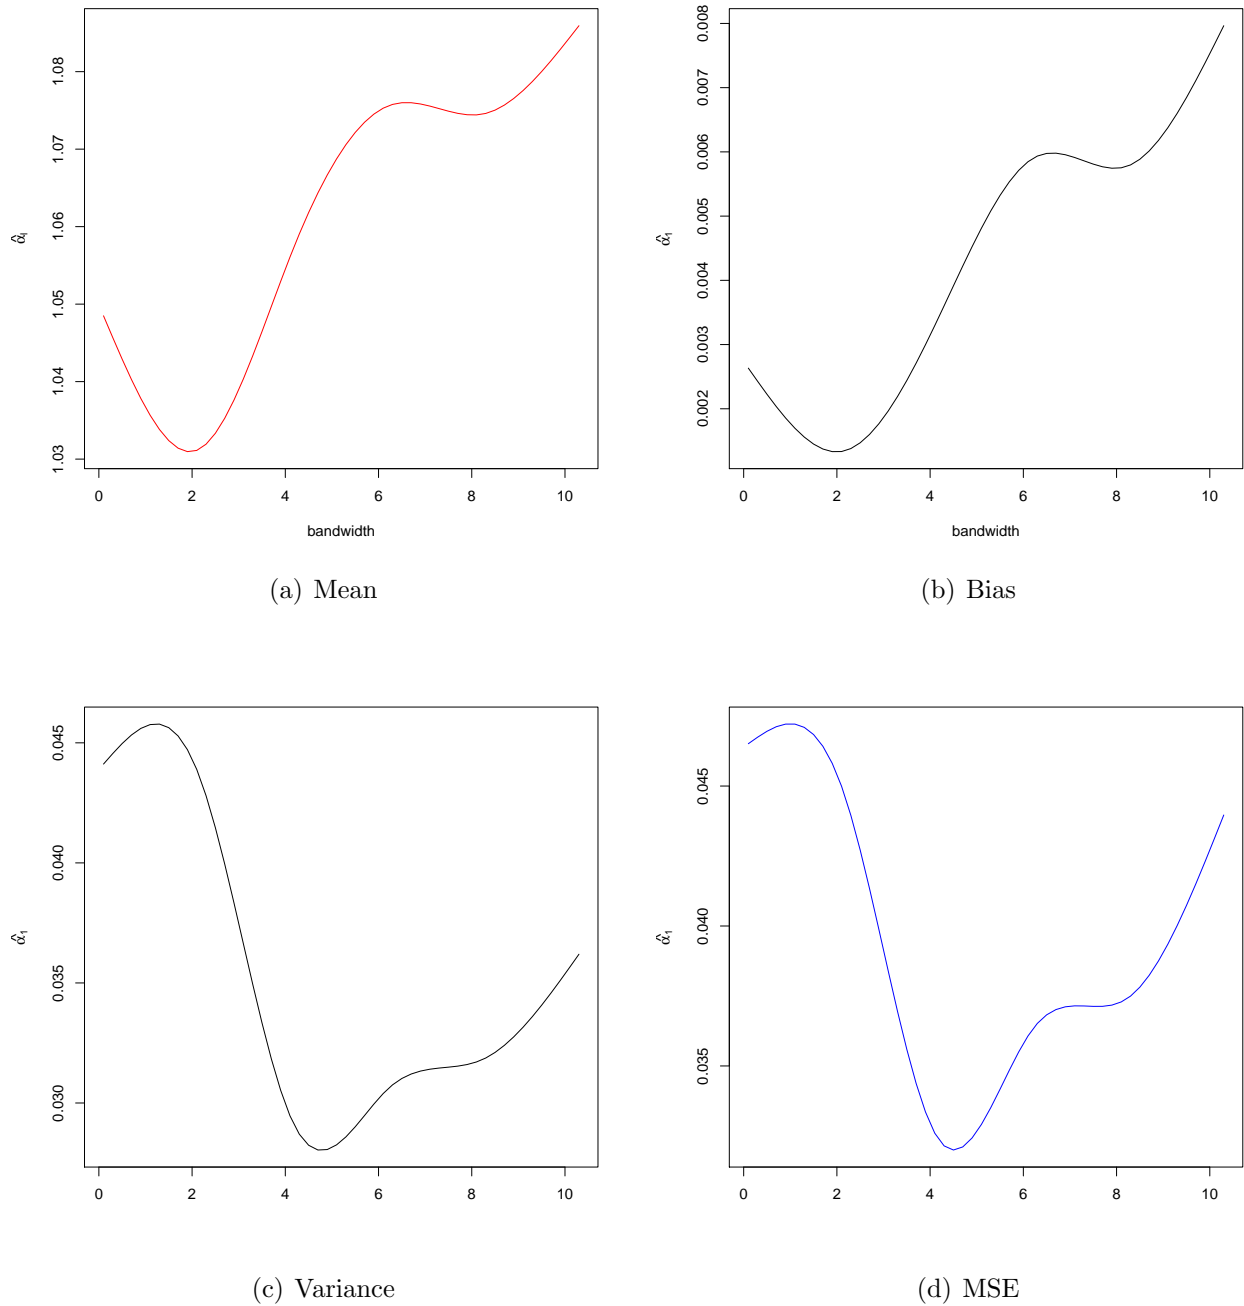 1.03 1.04 1.05 1.06 1.07 1.08
α̂ᵢ
0 2 4 6 8 10
bandwidth
(a) Mean
0.002 0.003 0.004 0.005 0.006 0.007 0.008
α̂₁
0 2 4 6 8 10
bandwidth
(b) Bias
0.030 0.035 0.040 0.045
α̂₁
0 2 4 6 8 10
(c) Variance
0.035 0.040 0.045
α̂₁
0 2 4 6 8 10
(d) MSE